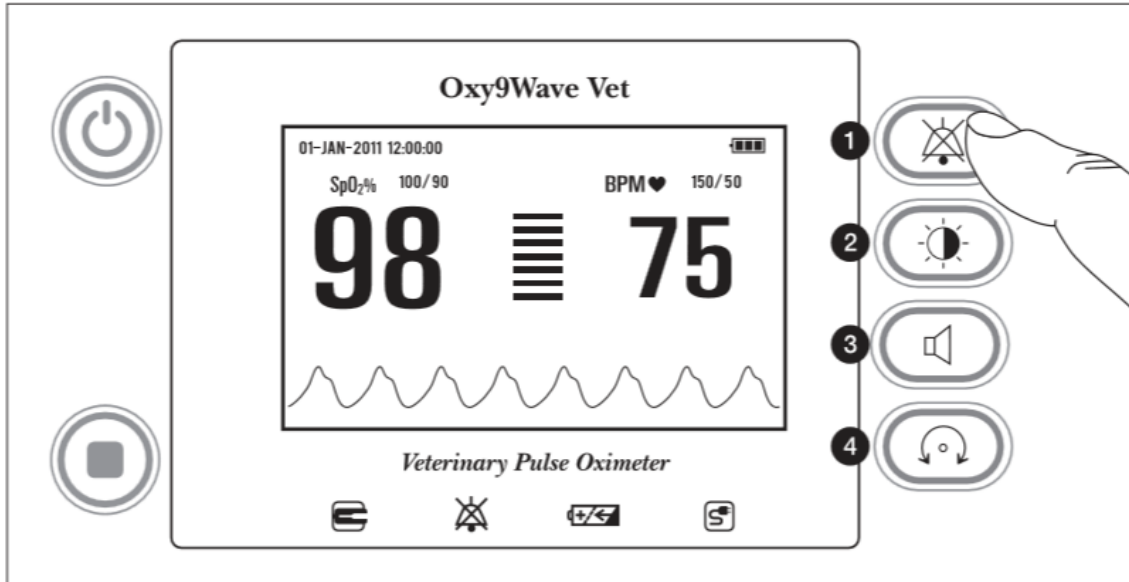 Oxy9Wave Vet
01-JAN-2011 12:00:00
SpO₂% 100/90 BPM♥ 150/50
98 75
1
2
3
4
Veterinary Pulse Oximeter
+/-
S